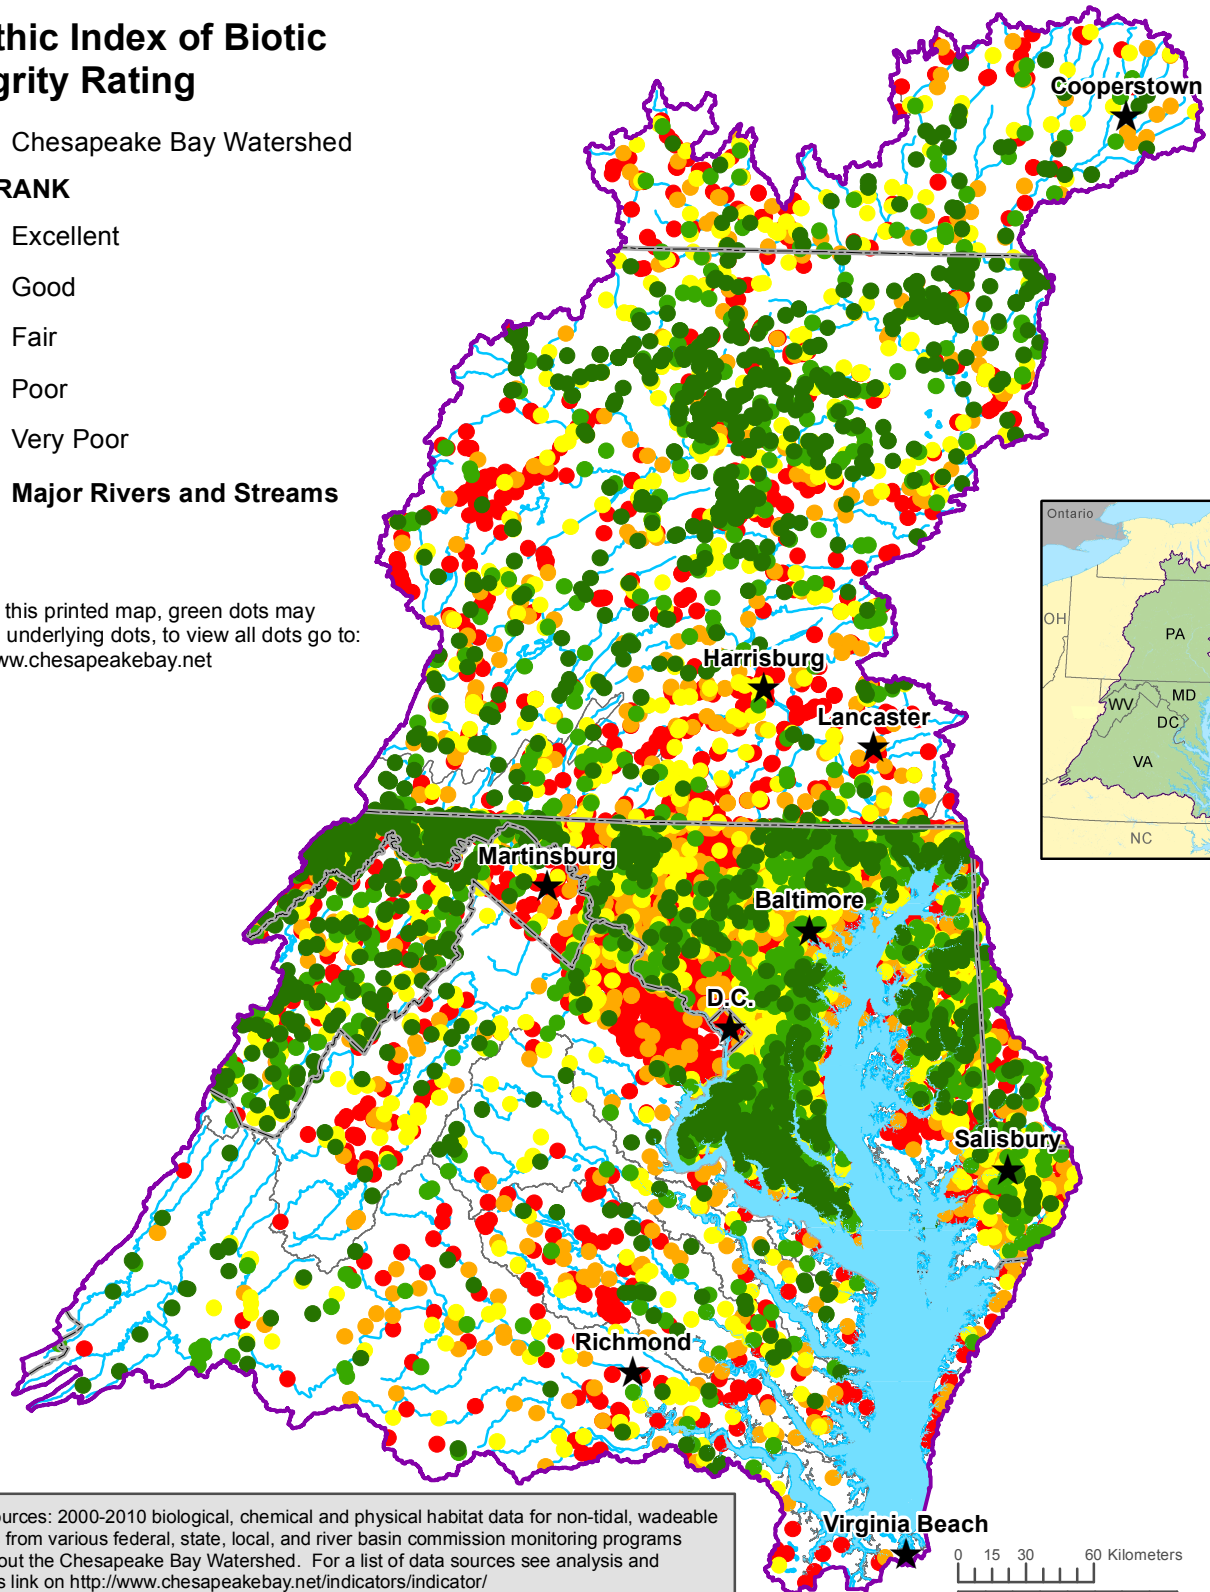 thic Index of Biotic
grity Rating
Chesapeake Bay Watershed
RANK
Excellent
Good
Fair
Poor
Very Poor
Major Rivers and Streams
this printed map, green dots may
underlying dots, to view all dots go to:
ww.chesapeakebay.net
Cooperstown
Harrisburg
Lancaster
Martinsburg
Baltimore
D.C.
Salisbury
Richmond
Virginia Beach
Ontario
OH
PA
WV
MD
DC
VA
NC
urces: 2000-2010 biological, chemical and physical habitat data for non-tidal, wadeable
from various federal, state, local, and river basin commission monitoring programs
out the Chesapeake Bay Watershed. For a list of data sources see analysis and
s link on http://www.chesapeakebay.net/indicators/indicator/
0 15 30 60 Kilometers